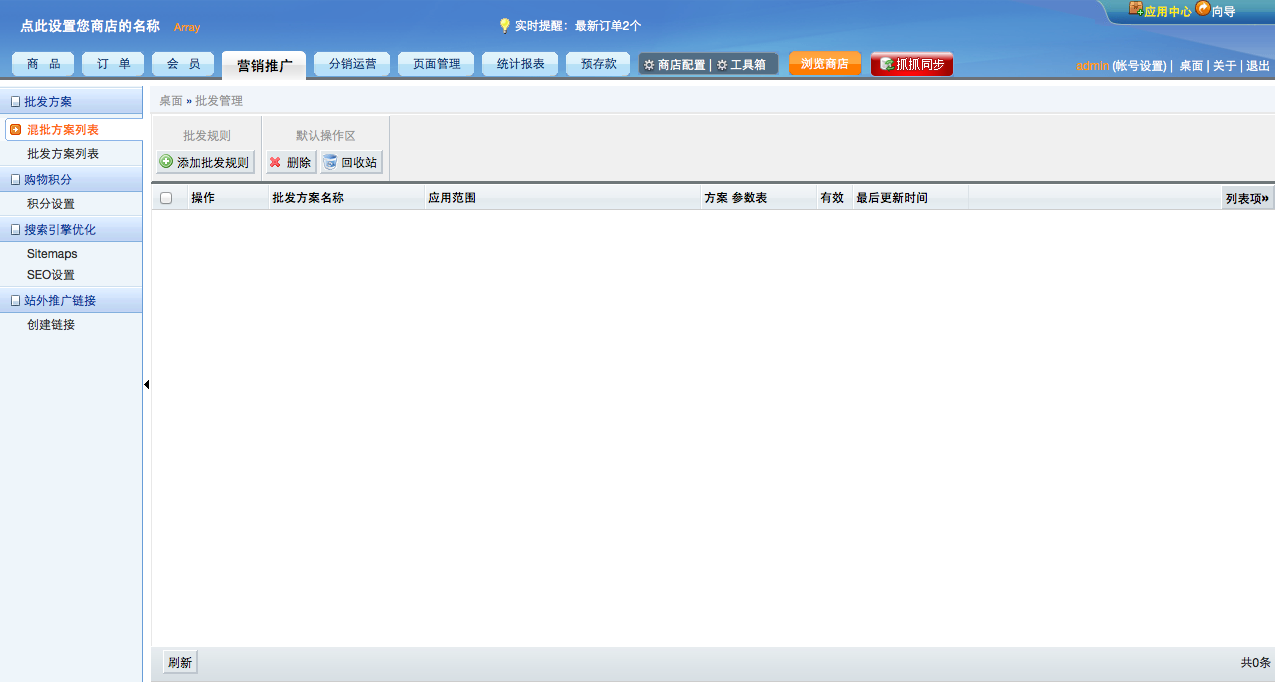 点此设置您商店的名称 Array
实时提醒: 最新订单2个
应用中心 向导
商 品 订 单 会 员 营销推广 分销运营 页面管理 统计报表 预存款 商店配置 | 工具箱 浏览商店 抓抓同步
admin (帐号设置) | 桌面 | 关于 | 退出
批发方案
混批方案列表
批发方案列表
购物积分
积分设置
搜索引擎优化
Sitemaps
SEO设置
站外推广链接
创建链接
桌面 » 批发管理
批发规则 默认操作区
添加批发规则 删除 回收站
操作 批发方案名称 应用范围 方案 参数表 有效 最后更新时间 列表项»
刷新 共0条